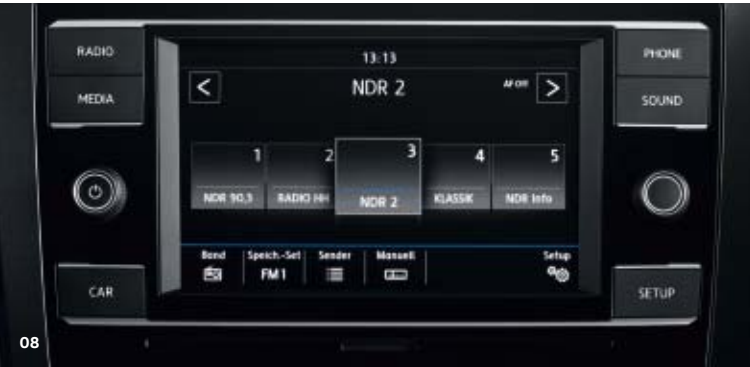 RADIO
MEDIA
CAR
13:13
<
NDR 2
AF Off
>
1
2
3
4
5
NDR 90,3
RADIO HH
NDR 2
KLASSIK
NDR Info
Band
Speich.-Set
Sender
Manuell
Setup
FM1
PHONE
SOUND
SETUP
08